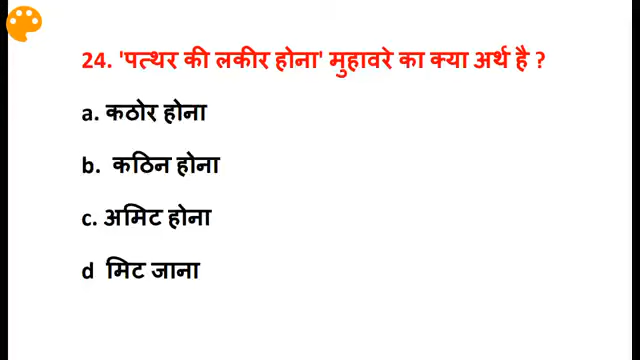 24. 'पत्थर की लकीर होना' मुहावरे का क्या अर्थ है ?
a. कठोर होना
b. कठिन होना
c. अमिट होना
d मिट जाना